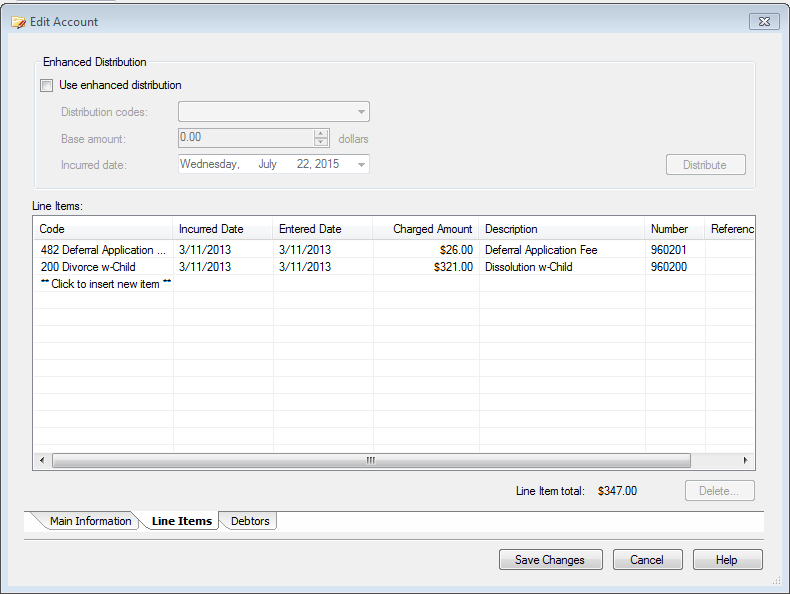 Edit Account
Enhanced Distribution
Use enhanced distribution
Distribution codes:
Base amount: 0.00 dollars
Incurred date: Wednesday, July 22, 2015 Distribute
Line Items:
Code Incurred Date Entered Date Charged Amount Description Number Referenc
482 Deferral Application ... 3/11/2013 3/11/2013 $26.00 Deferral Application Fee 960201
200 Divorce w-Child 3/11/2013 3/11/2013 $321.00 Dissolution w-Child 960200
** Click to insert new item **
Line Item total: $347.00 Delete...
Main Information Line Items Debtors
Save Changes Cancel Help